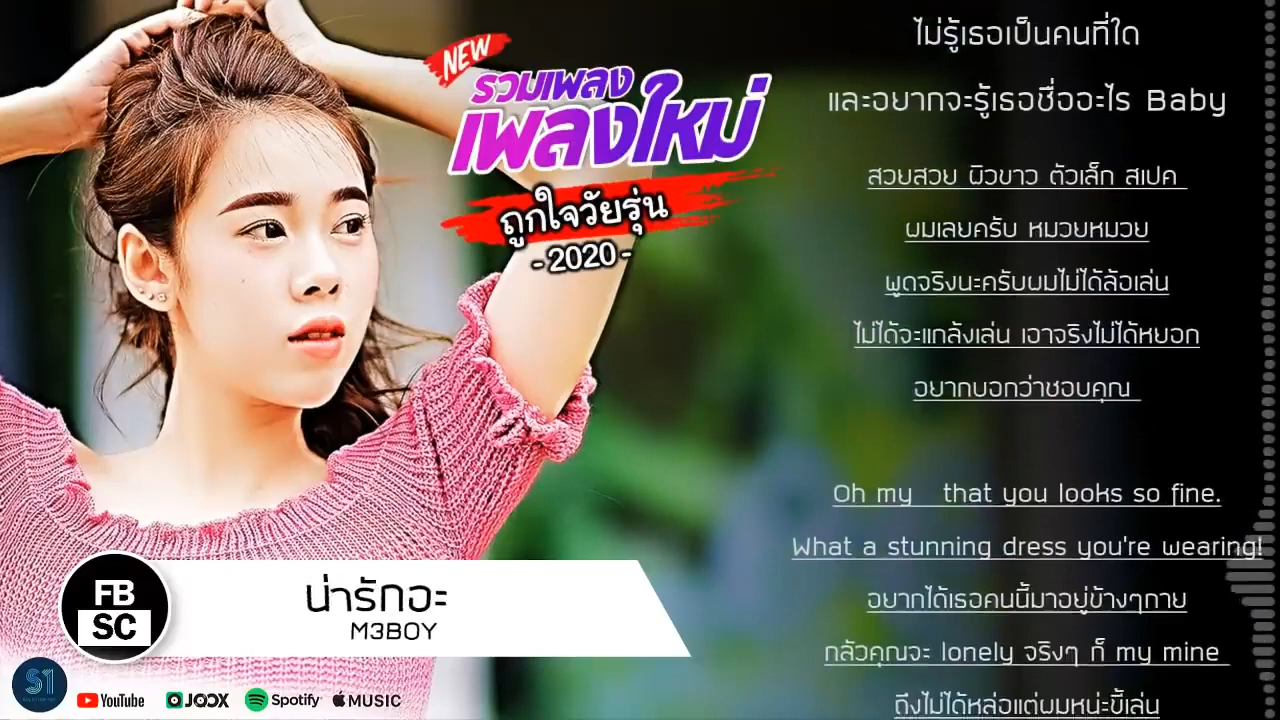 NEW
รวมเพลง
เพลงใหม่
ถูกใจวัยรุ่น
-2020-
ไม่รู้เธอเป็นคนที่ใด
และอยากจะรู้เธอชื่ออะไร Baby
สวยสวย ผิวขาว ตัวเล็ก สเปค
ผมเลยครับ หมวยหมวย
พูดจริงนะครับผมไม่ได้ล้อเล่น
ไม่ได้จะแกล้งเล่น เอาจริงไม่ได้หยอก
อยากบอกว่าชอบคุณ
Oh my that you looks so fine.
What a stunning dress you're wearing!
อยากได้เธอคนนี้มาอยู่ข้างๆกาย
กลัวคุณจะ lonely จริงๆ ก็ my mine
ถึงไม่ได้หล่อแต่ผมหน่ะขี้เล่น
FB
SC
น่ารักอะ
M3BOY
S1
YouTube
JOOX
Spotify
MUSIC